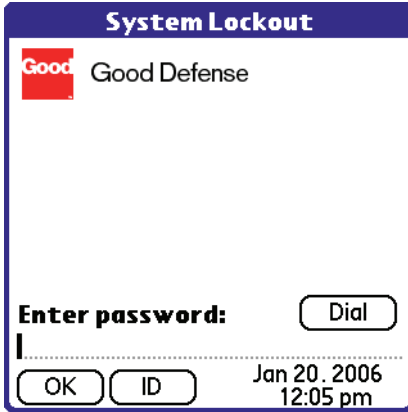 System Lockout
Good
Good Defense
Enter password:
Dial
OK
ID
Jan 20 . 2006
12:05 pm